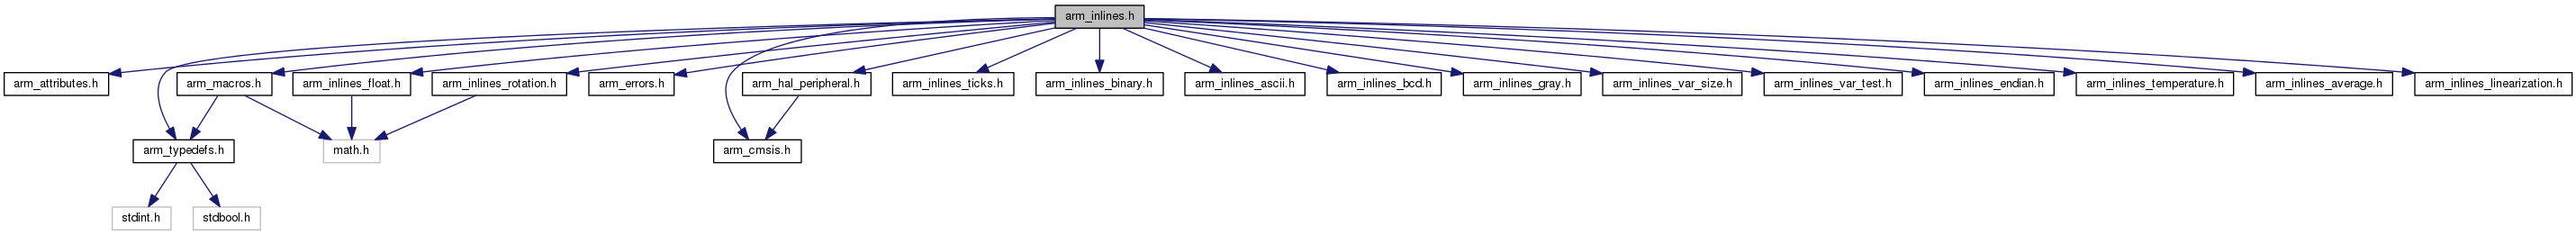 arm_inlines.h
arm_attributes.h
arm_macros.h
arm_inlines_float.h
arm_inlines_rotation.h
arm_errors.h
arm_hal_peripheral.h
arm_inlines_ticks.h
arm_inlines_binary.h
arm_inlines_ascii.h
arm_inlines_bcd.h
arm_inlines_gray.h
arm_inlines_var_size.h
arm_inlines_var_test.h
arm_inlines_endian.h
arm_inlines_temperature.h
arm_inlines_average.h
arm_inlines_linearization.h
arm_typedefs.h
math.h
arm_cmsis.h
stdint.h
stdbool.h